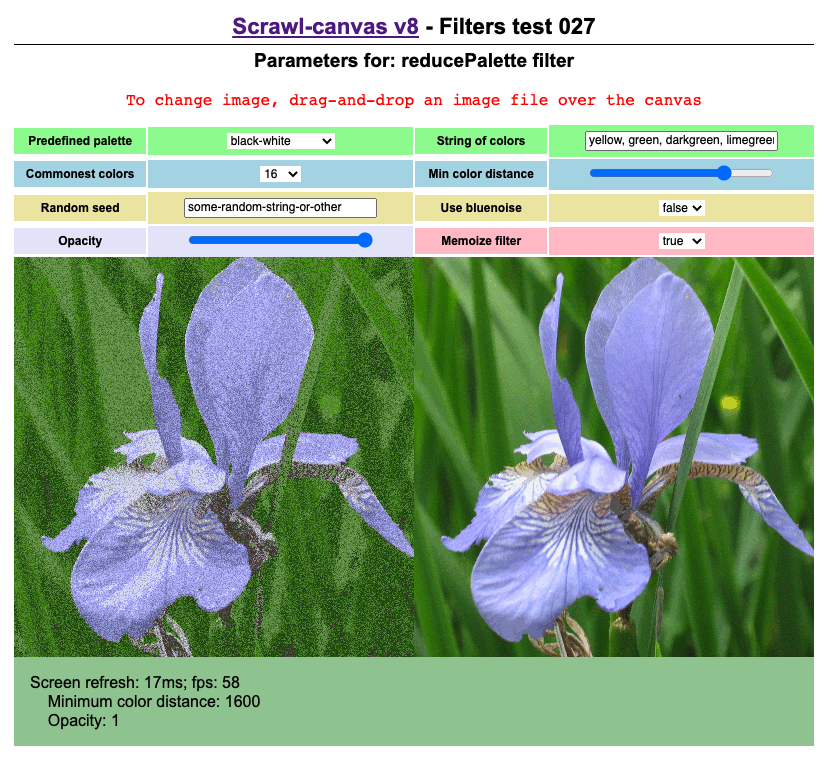 Scrawl-canvas v8 - Filters test 027
Parameters for: reducePalette filter
To change image, drag-and-drop an image file over the canvas
Predefined palette black-white String of colors yellow, green, darkgreen, limegreen
Commonest colors 16 Min color distance
Random seed some-random-string-or-other Use bluenoise false
Opacity Memoize filter true
Screen refresh: 17ms; fps: 58
Minimum color distance: 1600
Opacity: 1